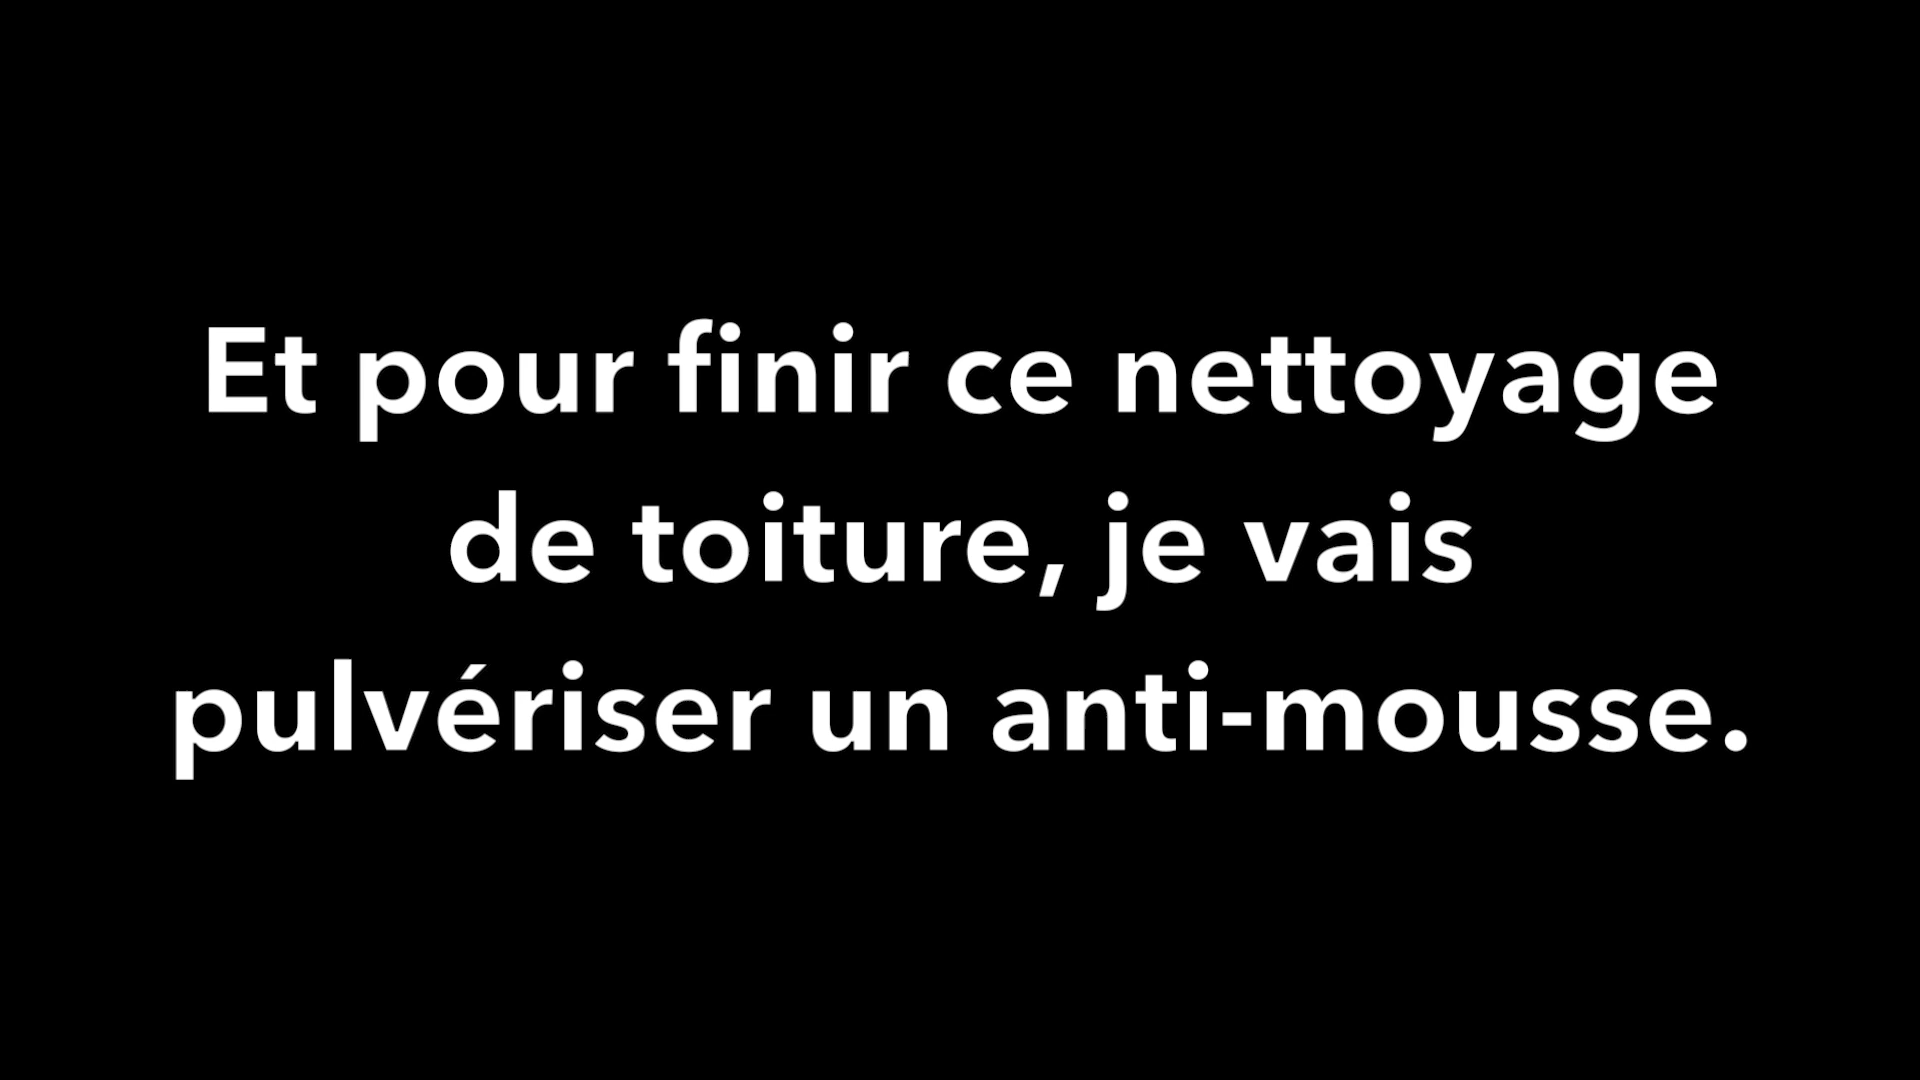 Et pour finir ce nettoyage
de toiture, je vais
pulvériser un anti-mousse.